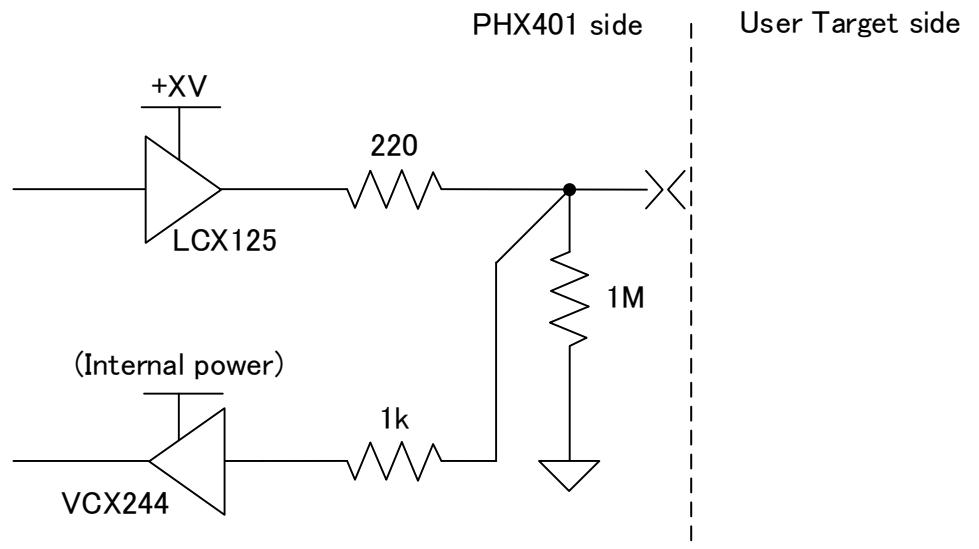 PHX401 side
User Target side
+XV
220
LCX125
1M
(Internal power)
1k
VCX244